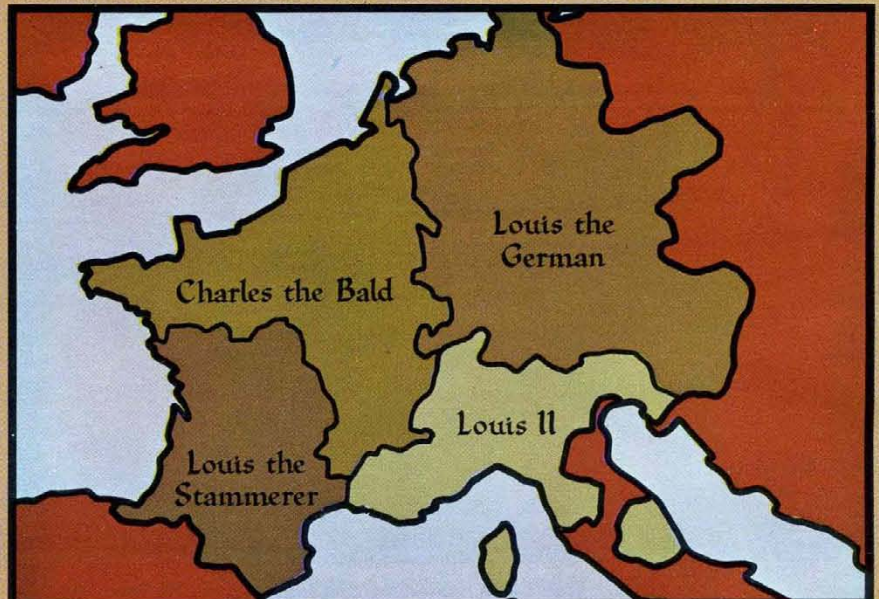 Louis the
German
Charles the Bald
Louis II
Louis the
Stammerer